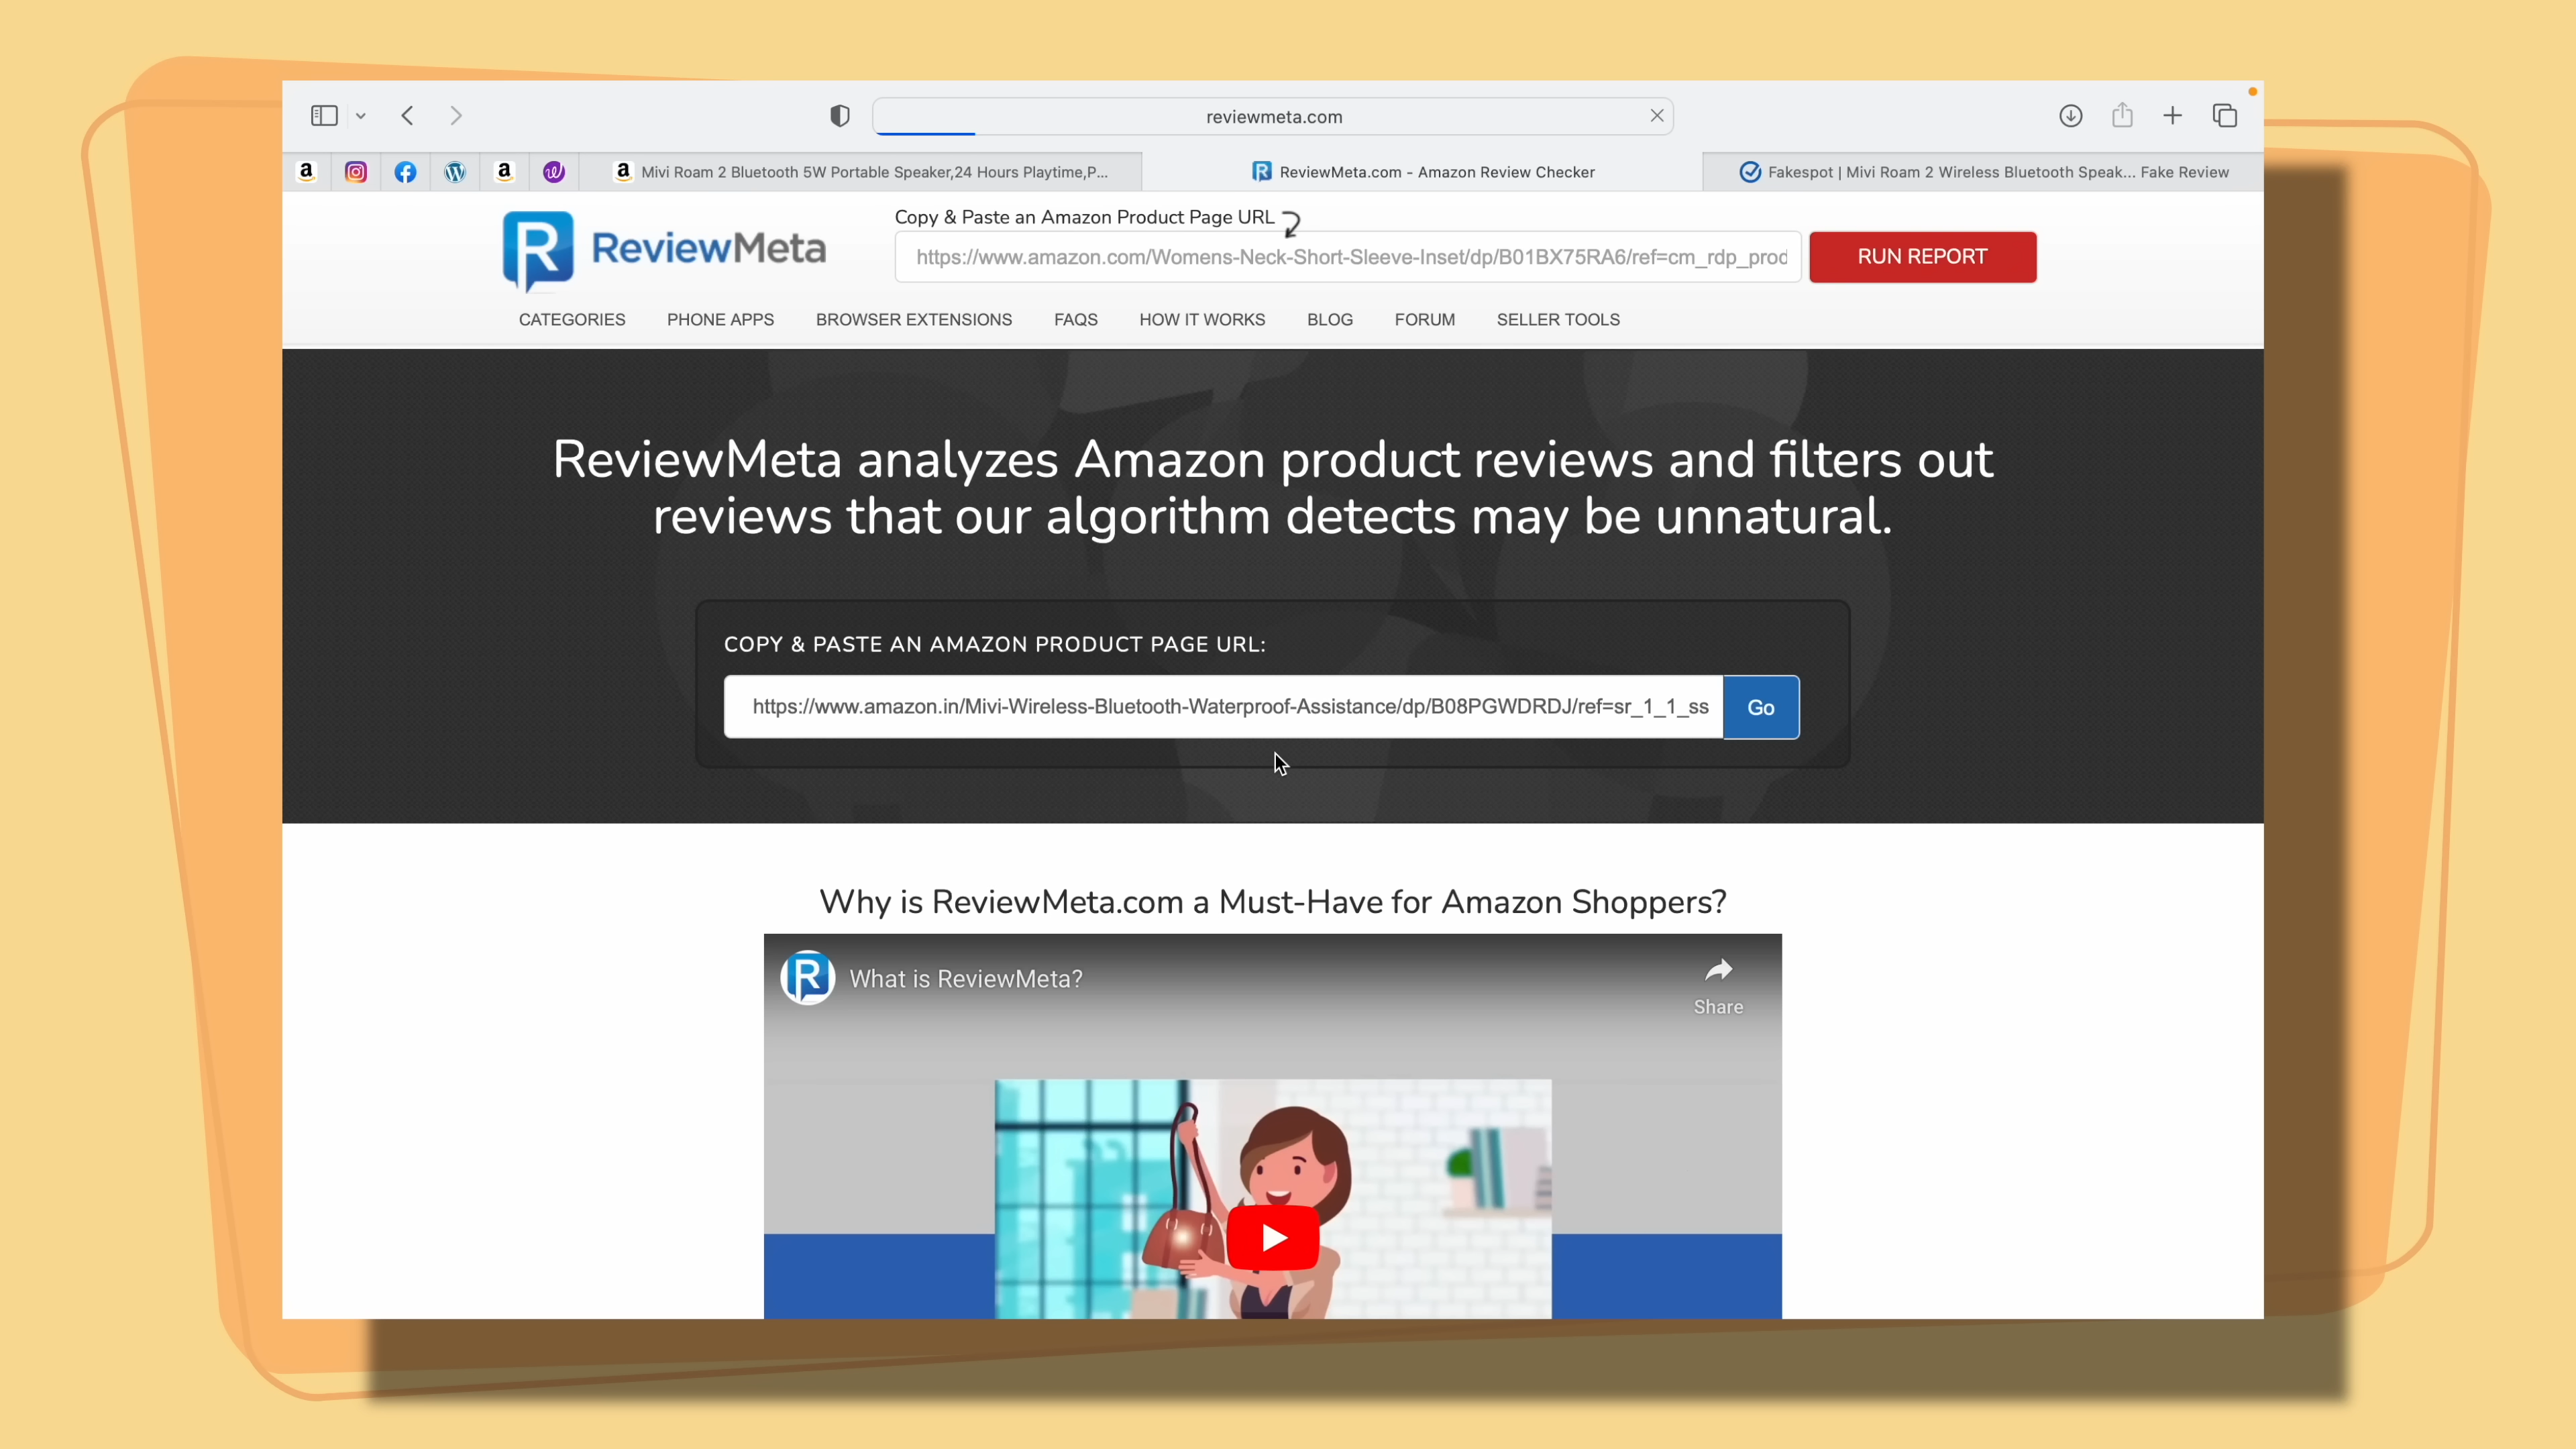 reviewmeta.com
Mivi Roam 2 Bluetooth 5W Portable Speaker,24 Hours Playtime,P...
ReviewMeta.com - Amazon Review Checker
Fakespot | Mivi Roam 2 Wireless Bluetooth Speak... Fake Review
ReviewMeta
Copy & Paste an Amazon Product Page URL
https://www.amazon.com/Womens-Neck-Short-Sleeve-Inset/dp/B01BX75RA6/ref=cm_rdp_prod
RUN REPORT
CATEGORIES PHONE APPS BROWSER EXTENSIONS FAQS HOW IT WORKS BLOG FORUM SELLER TOOLS
ReviewMeta analyzes Amazon product reviews and filters out
reviews that our algorithm detects may be unnatural.
COPY & PASTE AN AMAZON PRODUCT PAGE URL:
https://www.amazon.in/Mivi-Wireless-Bluetooth-Waterproof-Assistance/dp/B08PGWDRDJ/ref=sr_1_1_ss
Go
Why is ReviewMeta.com a Must-Have for Amazon Shoppers?
What is ReviewMeta?
Share